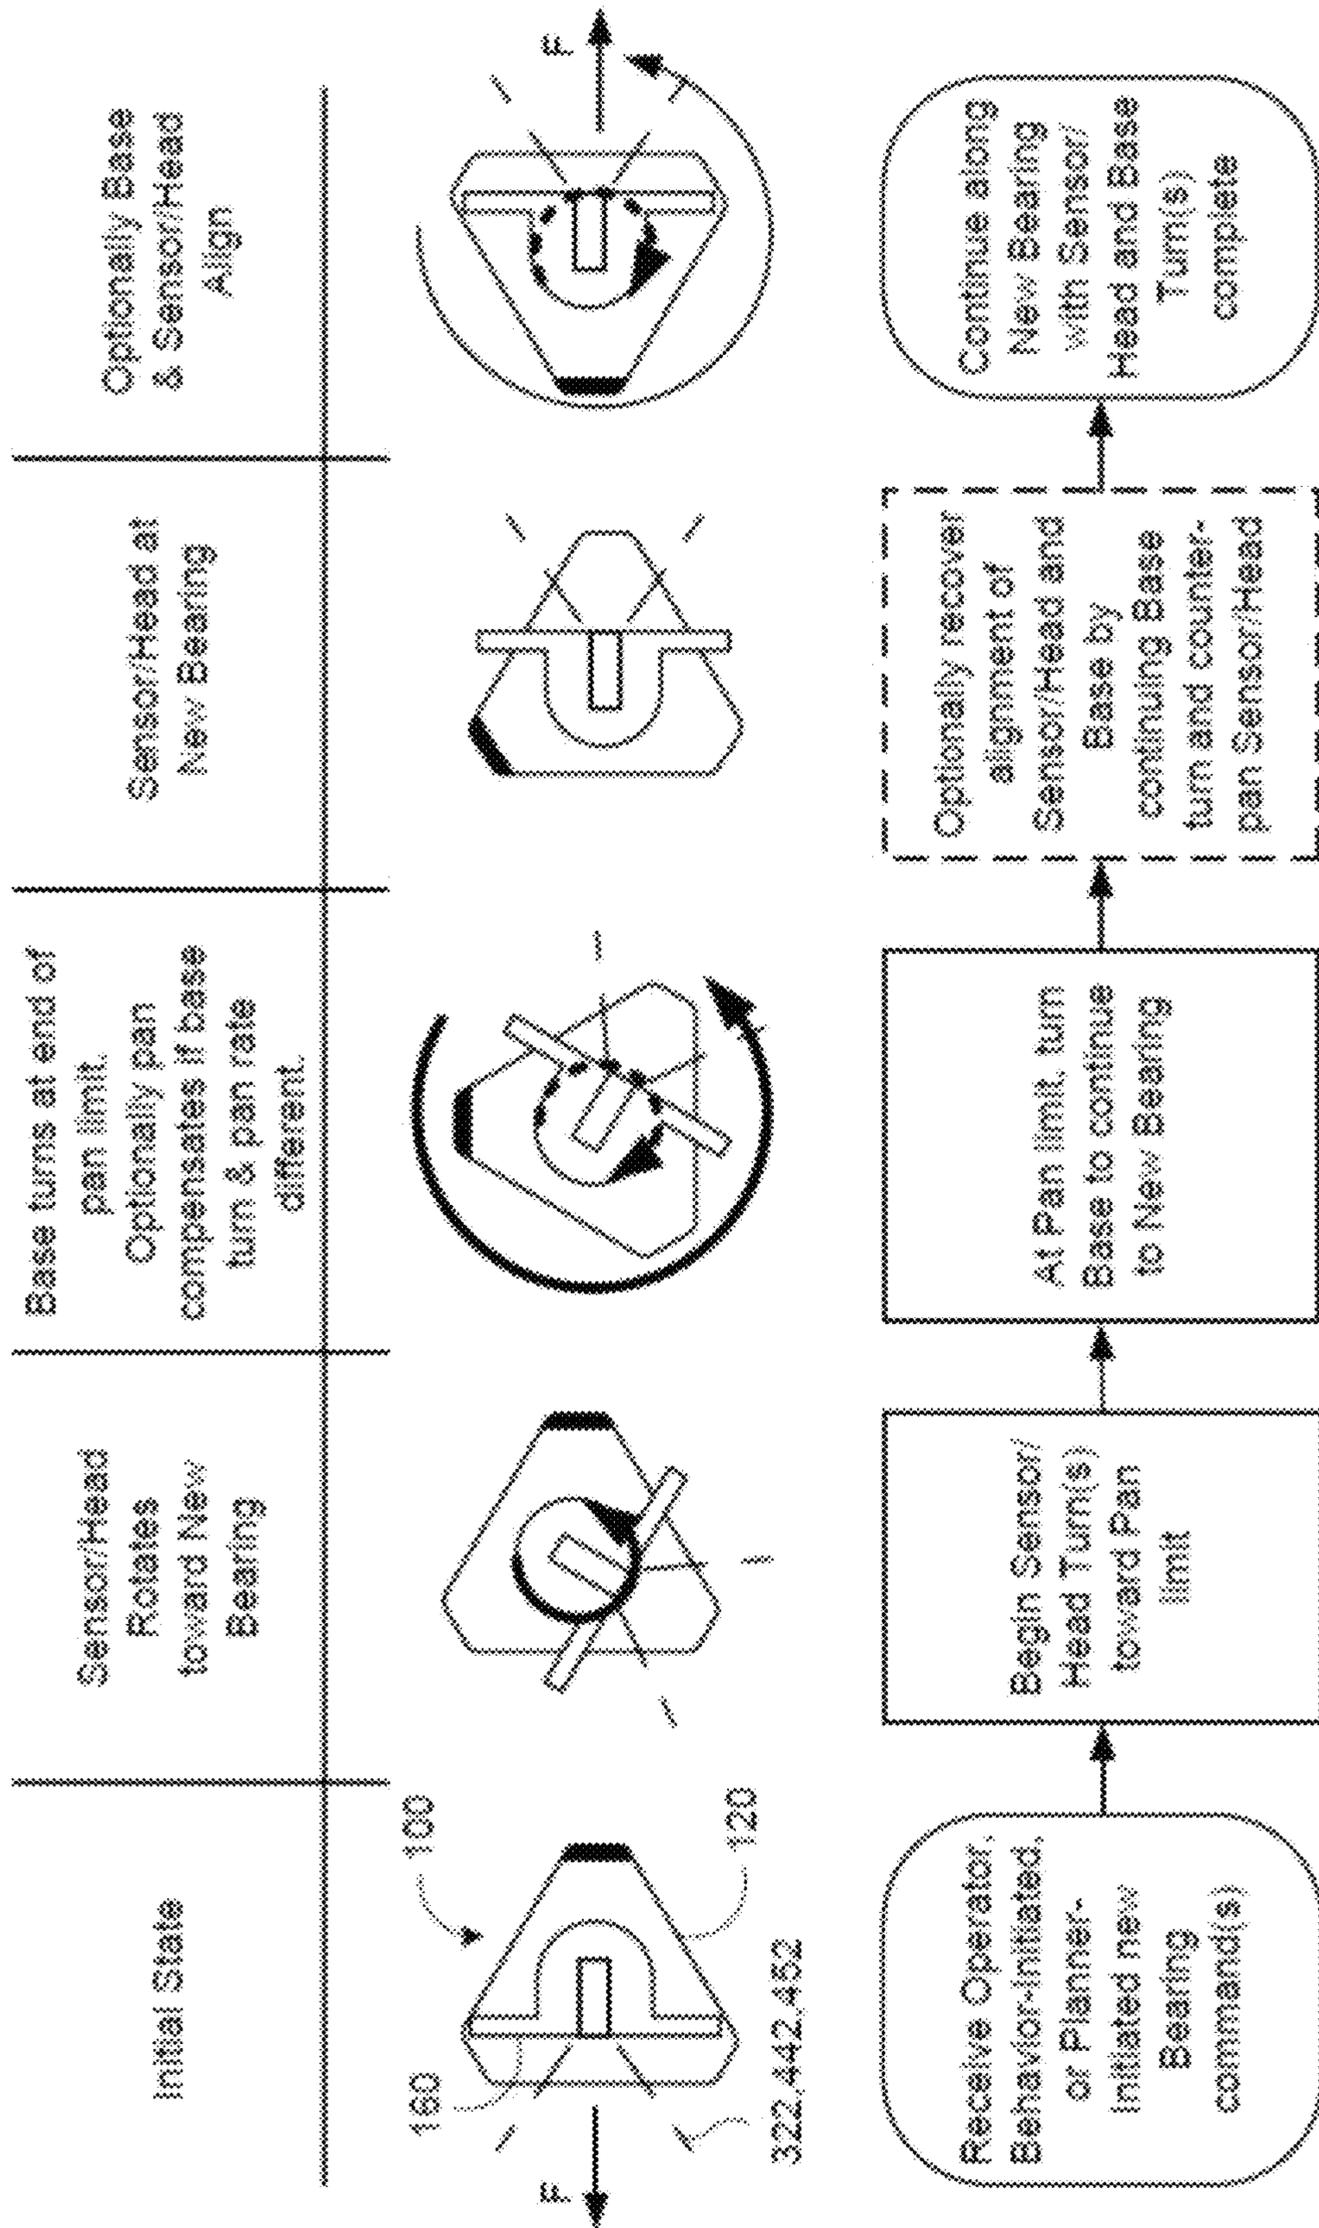 Initial State
Sensor/Head
Rotates
toward New
Bearing
Base turns at end of
pan limit.
Optionally pan
compensates if base
turn & pan rate
different.
Sensor/Head at
New Bearing
Optionally Base
& Sensor/Head
Align
F
160
100
120
322,442,452
F
Receive Operator,
Behavior-Initiated,
or Planner-
Initiated new
Bearing
command(s)
Begin Sensor/
Head Turn(s)
toward Pan
limit
At Pan limit, turn
Base to continue
to New Bearing
Optionally recover
alignment of
Sensor/Head and
Base by
continuing Base
turn and counter-
pan Sensor/Head
Continue along
New Bearing
with Sensor/
Head and Base
Turn(s)
complete